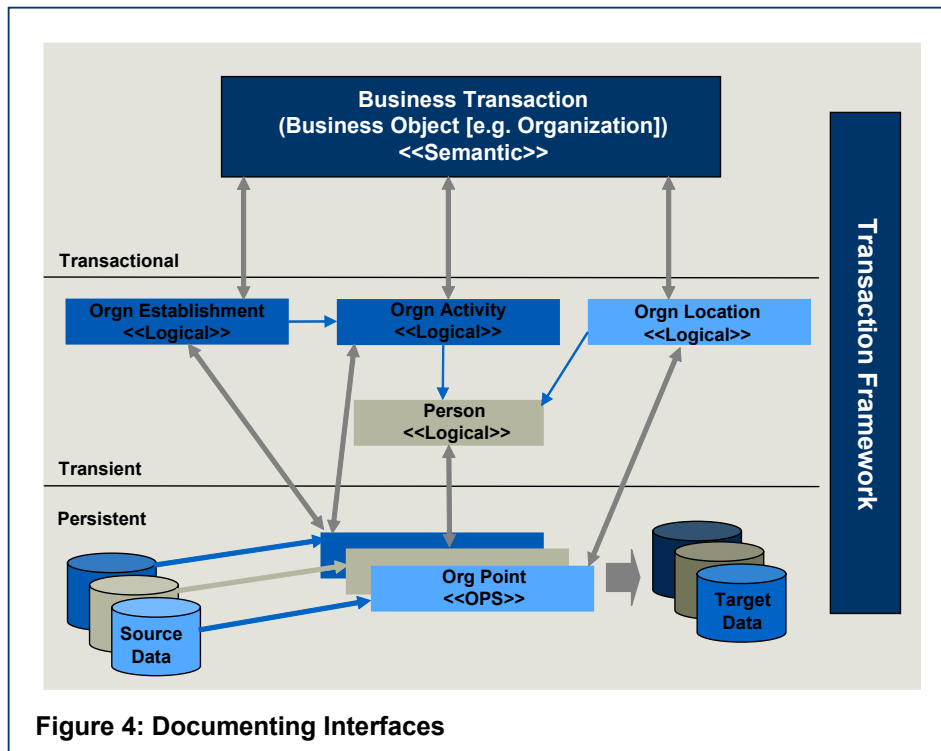 Business Transaction
(Business Object [e.g. Organization])
<<Semantic>>
Transaction Framework
Transactional
Orgn Establishment
<<Logical>>
Orgn Activity
<<Logical>>
Orgn Location
<<Logical>>
Person
<<Logical>>
Transient
Persistent
Org Point
<<OPS>>
Source
Data
Target
Data
Figure 4: Documenting Interfaces